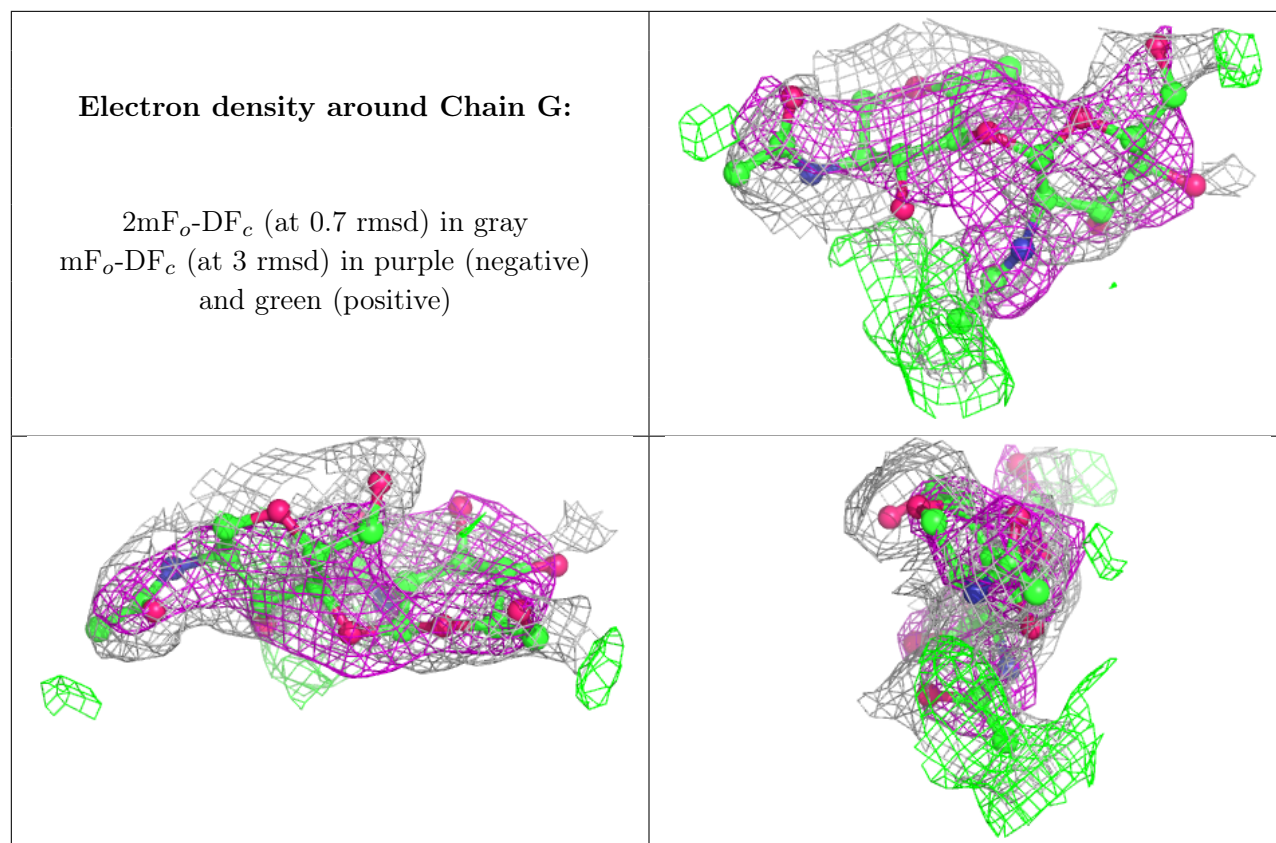 Electron density around Chain G:
2mFo-DFc (at 0.7 rmsd) in gray
mFo-DFc (at 3 rmsd) in purple (negative)
and green (positive)